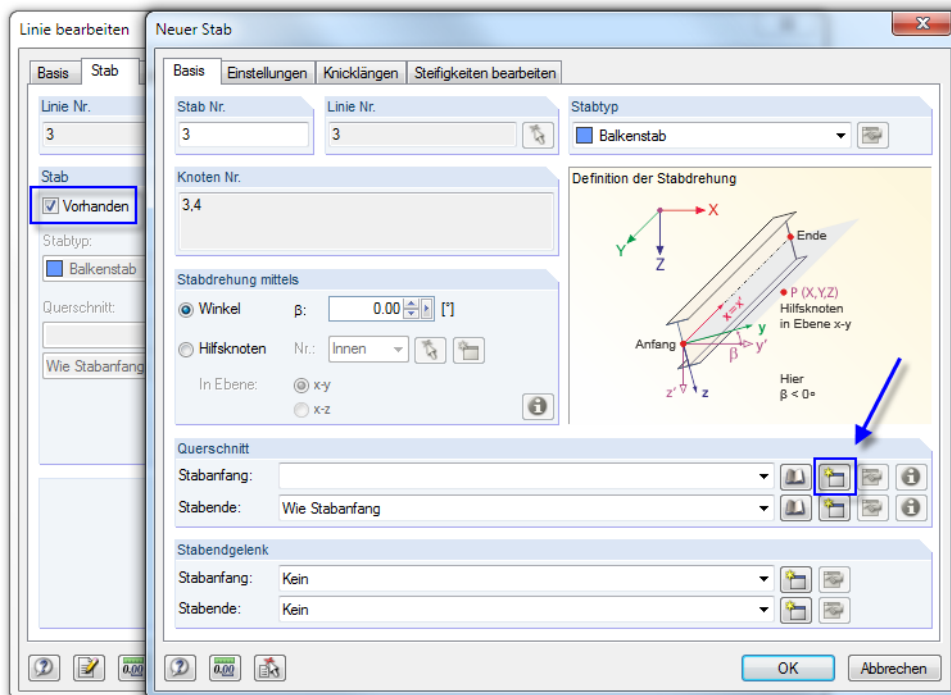 Linie bearbeiten
Basis
Stab
Linie Nr.
3
Stab
Vorhanden
Stabtyp:
Balkenstab
Querschnitt:
Wie Stabanfang
0.00
Neuer Stab
Basis
Einstellungen
Knicklängen
Steifigkeiten bearbeiten
Stab Nr.
3
Linie Nr.
3
Stabtyp
Balkenstab
Knoten Nr.
3,4
Stabdrehung mittels
Winkel β: 0.00 [°]
Hilfsknoten Nr.: Innen
In Ebene: x-y
x-z
Definition der Stabdrehung
X
Y
Z
Ende
P (X,Y,Z)
Hilfsknoten
in Ebene x-y
x=x'
y
Anfang
β
y'
z'
z
Hier
β < 0°
Querschnitt
Stabanfang:
Stabende: Wie Stabanfang
Stabendgelenk
Stabanfang: Kein
Stabende: Kein
0.00
OK
Abbrechen